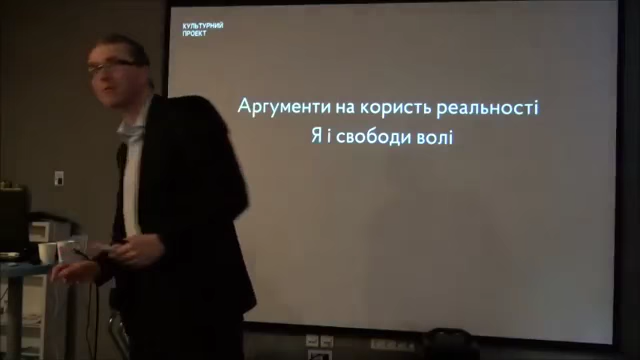 КУЛЬТУРНИЙ
ПРОЕКТ
Аргументи на користь реальності
Я і свободи волі